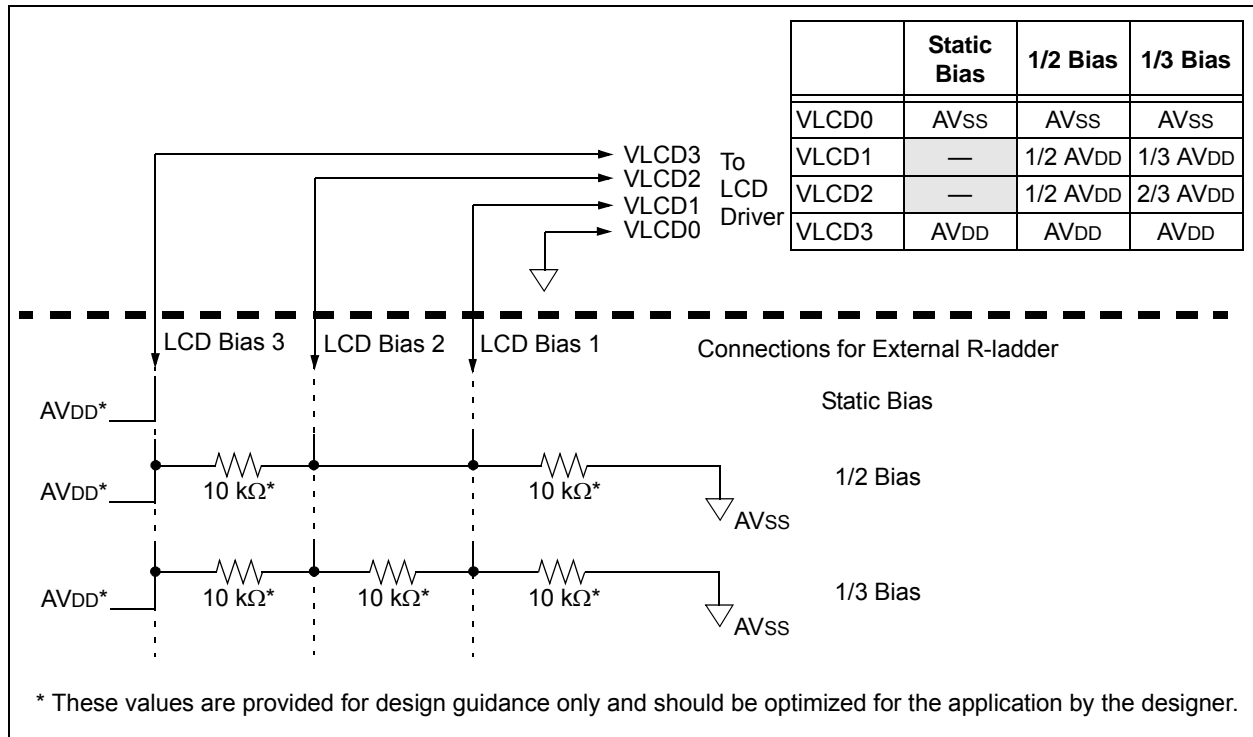 Static Bias 1/2 Bias 1/3 Bias
VLCD0 AVSS AVSS AVSS
VLCD1 — 1/2 AVDD 1/3 AVDD
VLCD2 — 1/2 AVDD 2/3 AVDD
VLCD3 AVDD AVDD AVDD
VLCD3
VLCD2
VLCD1
VLCD0
To
LCD
Driver
LCD Bias 3 LCD Bias 2 LCD Bias 1 Connections for External R-ladder
AVDD* Static Bias
AVDD* 10 kΩ* 10 kΩ* AVSS 1/2 Bias
AVDD* 10 kΩ* 10 kΩ* 10 kΩ* AVSS 1/3 Bias
* These values are provided for design guidance only and should be optimized for the application by the designer.